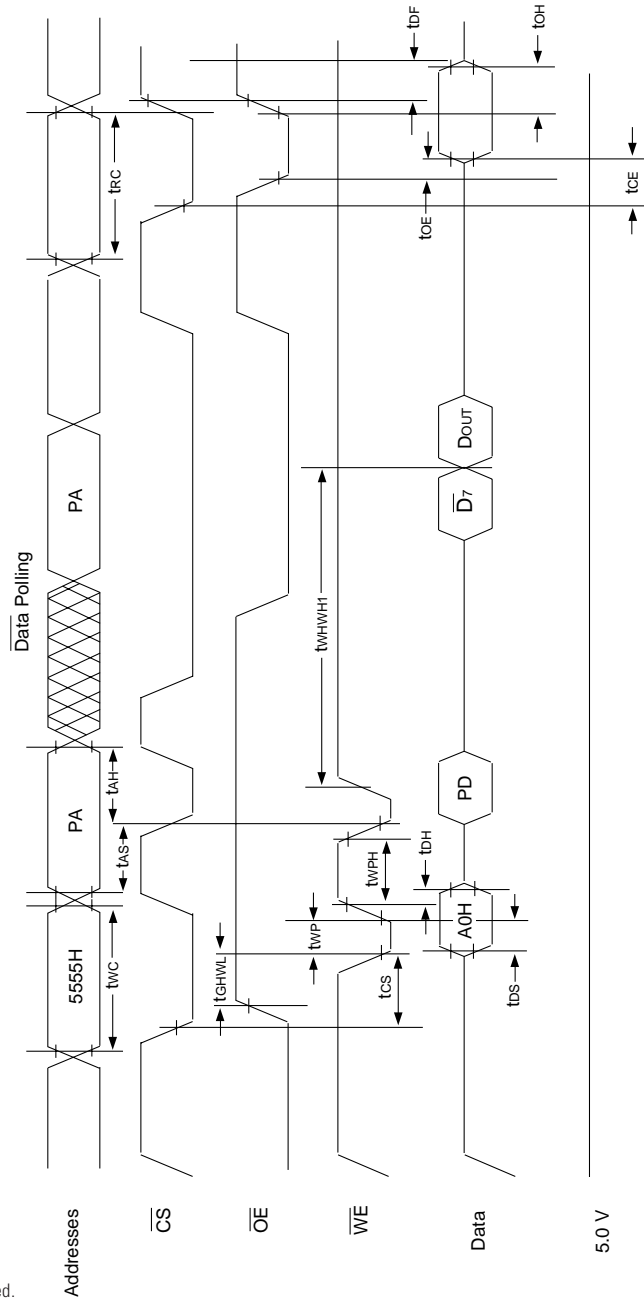 Data Polling
Addresses
5555H
PA
PA
tWC
tAS
tAH
tRC
CS
OE
tGHWL
WE
tCS
tWP
tWPH
tWHWH1
Data
A0H
PD
D7
DOUT
tDS
tDH
tOE
tDF
tOH
tCE
5.0 V
ed.